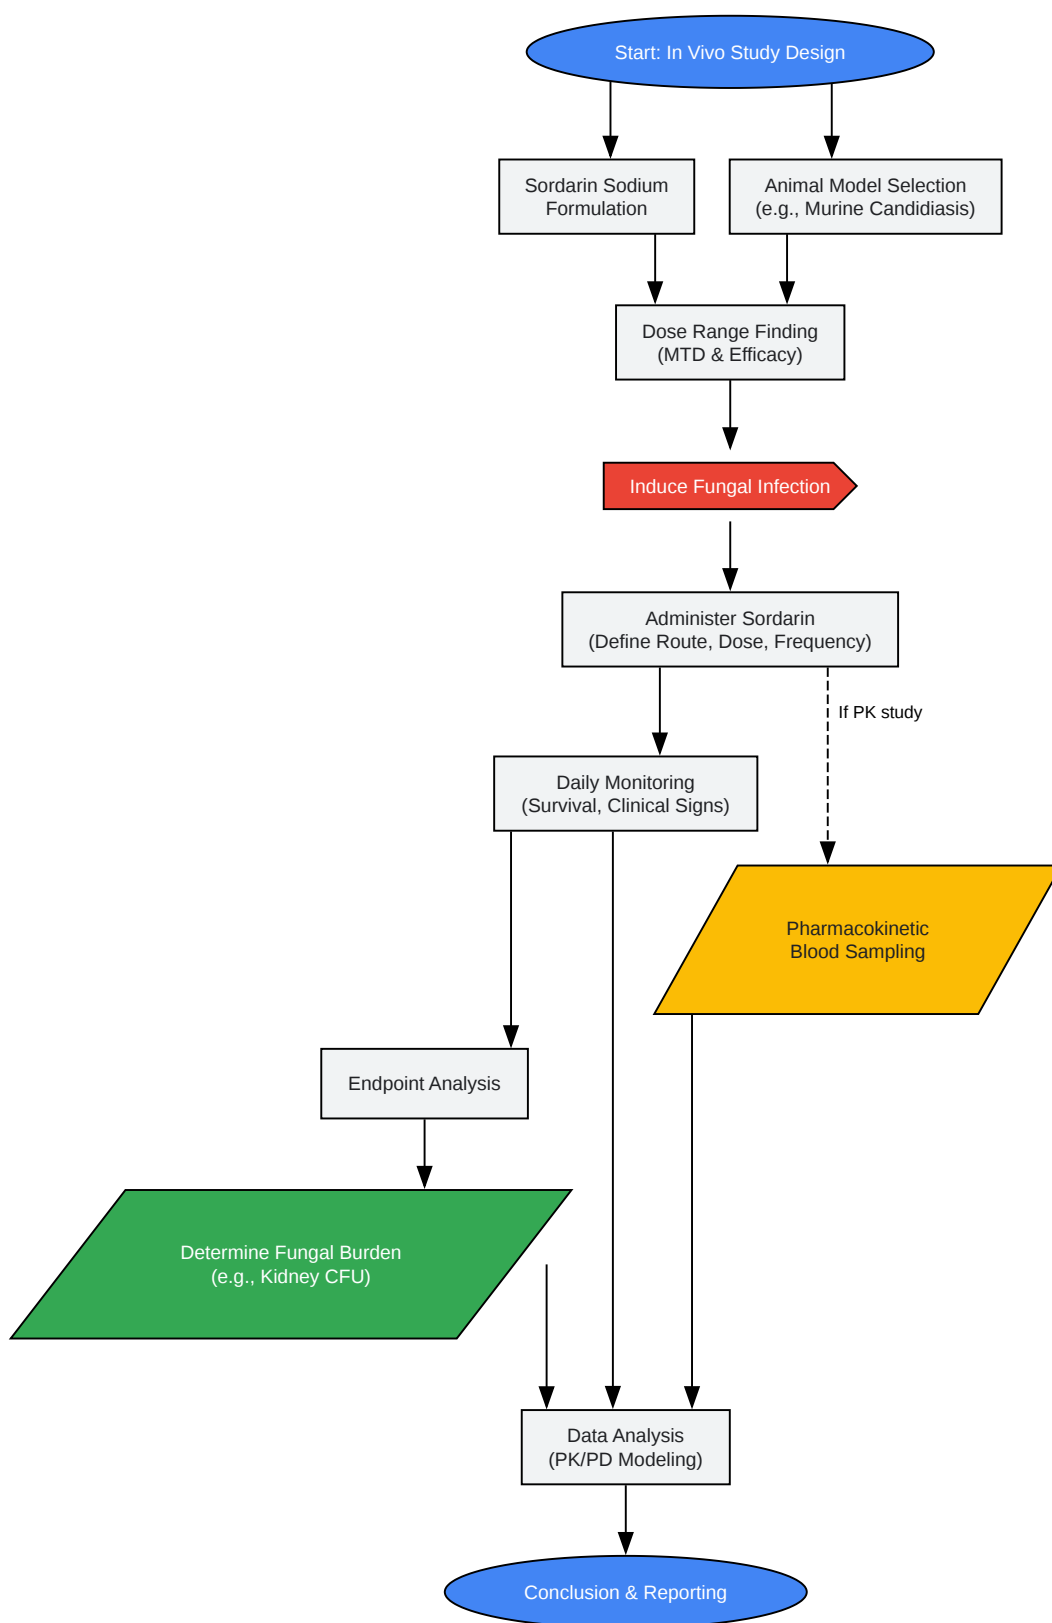 Start: In Vivo Study Design
Sordarin Sodium
Formulation
Animal Model Selection
(e.g., Murine Candidiasis)
Dose Range Finding
(MTD & Efficacy)
Induce Fungal Infection
Administer Sordarin
(Define Route, Dose, Frequency)
If PK study
Daily Monitoring
(Survival, Clinical Signs)
Pharmacokinetic
Blood Sampling
Endpoint Analysis
Determine Fungal Burden
(e.g., Kidney CFU)
Data Analysis
(PK/PD Modeling)
Conclusion & Reporting